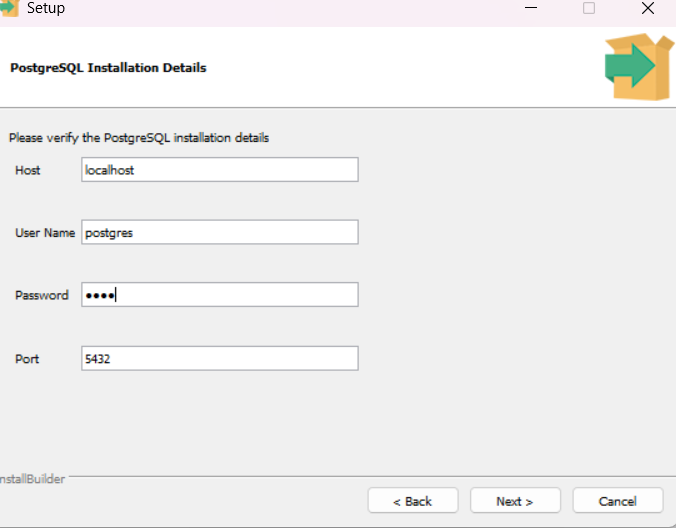 Setup
PostgreSQL Installation Details
Please verify the PostgreSQL installation details
Host localhost
User Name postgres
Password ••••
Port 5432
nstallBuilder
< Back Next > Cancel